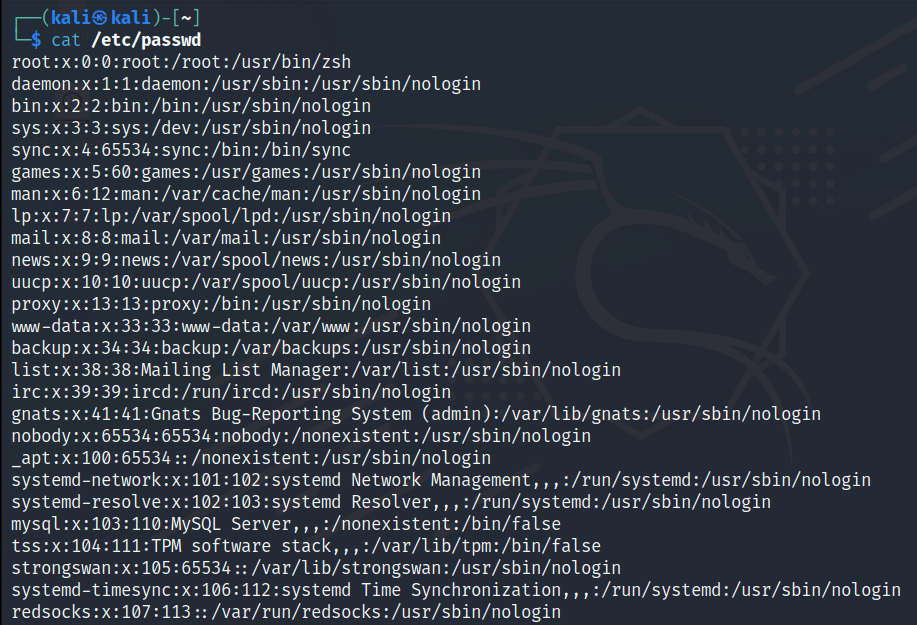 ┌──(kali㉿kali)-[~]
└─$ cat /etc/passwd
root:x:0:0:root:/root:/usr/bin/zsh
daemon:x:1:1:daemon:/usr/sbin:/usr/sbin/nologin
bin:x:2:2:bin:/bin:/usr/sbin/nologin
sys:x:3:3:sys:/dev:/usr/sbin/nologin
sync:x:4:65534:sync:/bin:/bin/sync
games:x:5:60:games:/usr/games:/usr/sbin/nologin
man:x:6:12:man:/var/cache/man:/usr/sbin/nologin
lp:x:7:7:lp:/var/spool/lpd:/usr/sbin/nologin
mail:x:8:8:mail:/var/mail:/usr/sbin/nologin
news:x:9:9:news:/var/spool/news:/usr/sbin/nologin
uucp:x:10:10:uucp:/var/spool/uucp:/usr/sbin/nologin
proxy:x:13:13:proxy:/bin:/usr/sbin/nologin
www-data:x:33:33:www-data:/var/www:/usr/sbin/nologin
backup:x:34:34:backup:/var/backups:/usr/sbin/nologin
list:x:38:38:Mailing List Manager:/var/list:/usr/sbin/nologin
irc:x:39:39:ircd:/run/ircd:/usr/sbin/nologin
gnats:x:41:41:Gnats Bug-Reporting System (admin):/var/lib/gnats:/usr/sbin/nologin
nobody:x:65534:65534:nobody:/nonexistent:/usr/sbin/nologin
_apt:x:100:65534::/nonexistent:/usr/sbin/nologin
systemd-network:x:101:102:systemd Network Management,,,:/run/systemd:/usr/sbin/nologin
systemd-resolve:x:102:103:systemd Resolver,,,:/run/systemd:/usr/sbin/nologin
mysql:x:103:110:MySQL Server,,,:/nonexistent:/bin/false
tss:x:104:111:TPM software stack,,,:/var/lib/tpm:/bin/false
strongswan:x:105:65534::/var/lib/strongswan:/usr/sbin/nologin
systemd-timesync:x:106:112:systemd Time Synchronization,,,:/run/systemd:/usr/sbin/nologin
redsocks:x:107:113::/var/run/redsocks:/usr/sbin/nologin